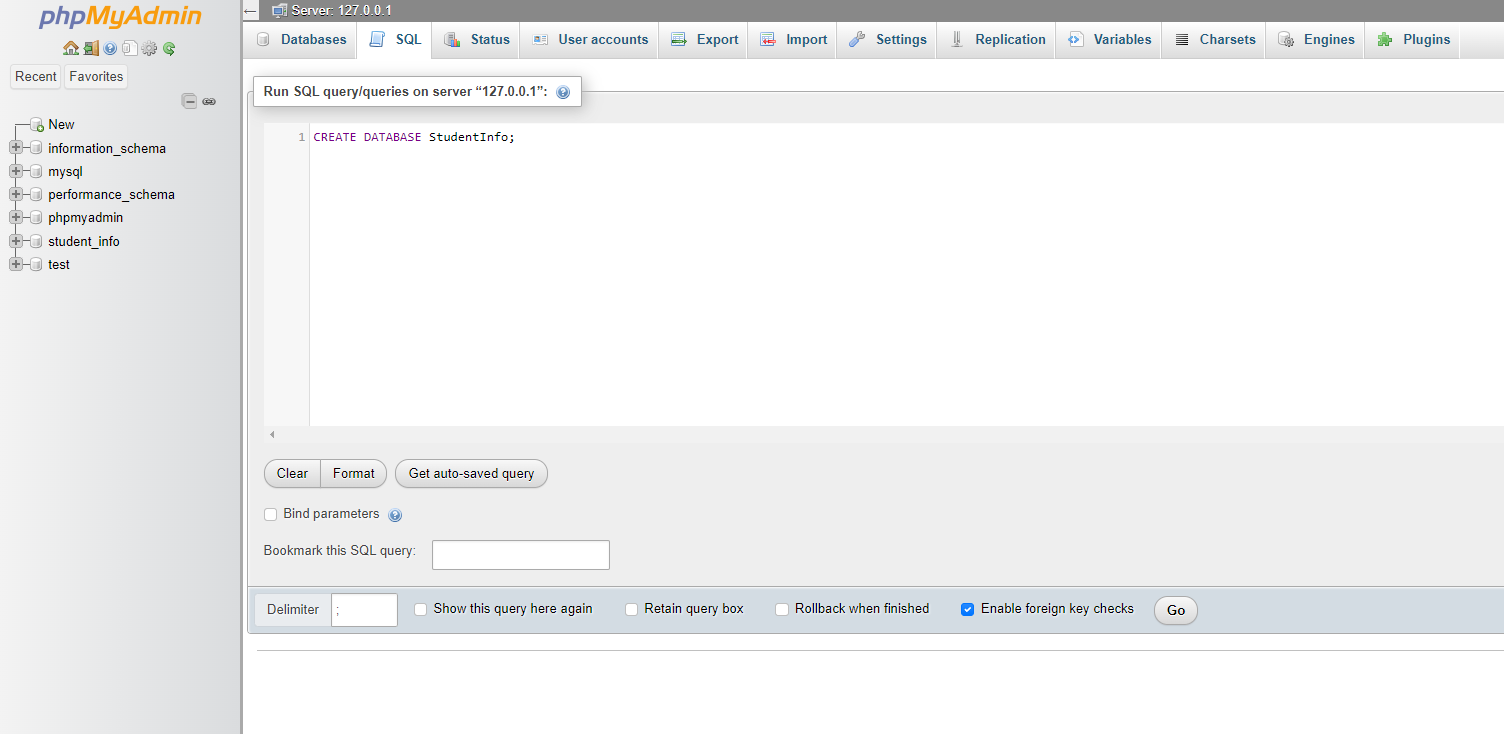 phpMyAdmin
Recent Favorites
New
information_schema
mysql
performance_schema
phpmyadmin
student_info
test
Server: 127.0.0.1
Databases SQL Status User accounts Export Import Settings Replication Variables Charsets Engines Plugins
Run SQL query/queries on server “127.0.0.1”:
1 CREATE DATABASE StudentInfo;
Clear Format Get auto-saved query
Bind parameters
Bookmark this SQL query:
Delimiter ; Show this query here again Retain query box Rollback when finished Enable foreign key checks Go